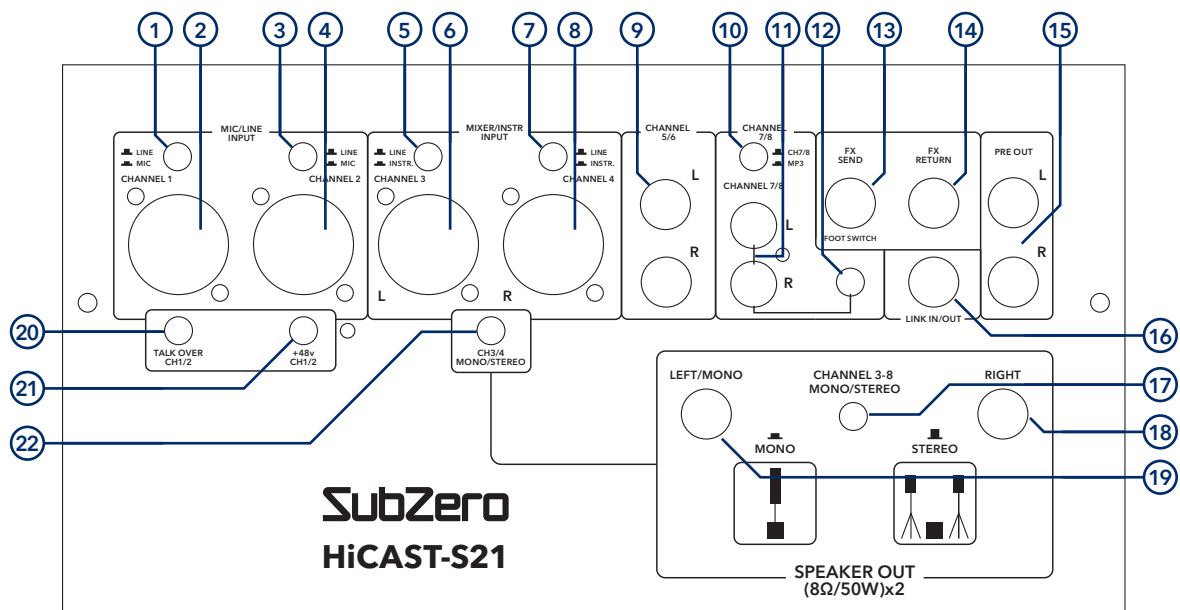 1 2 3 4 5 6 7 8 9 10 11 12 13 14 15
MIC/LINE
INPUT
LINE
MIC
LINE
MIC
CHANNEL 1
CHANNEL 2
MIXER/INSTR
INPUT
LINE
INSTR.
LINE
INSTR.
CHANNEL 3
CHANNEL 4
L
R
CHANNEL
5/6
L
R
CHANNEL
7/8
CH7/8
MP3
CHANNEL 7/8
L
R
FX
SEND
FOOT SWITCH
FX
RETURN
PRE OUT
L
R
LINK IN/OUT
20
TALK OVER
CH1/2
+48v
CH1/2
CH3/4
MONO/STEREO
16
21
22
LEFT/MONO
CHANNEL 3-8
MONO/STEREO
RIGHT
17
18
MONO
STEREO
19
SubZero
HiCAST-S21
SPEAKER OUT
(8Ω/50W)x2